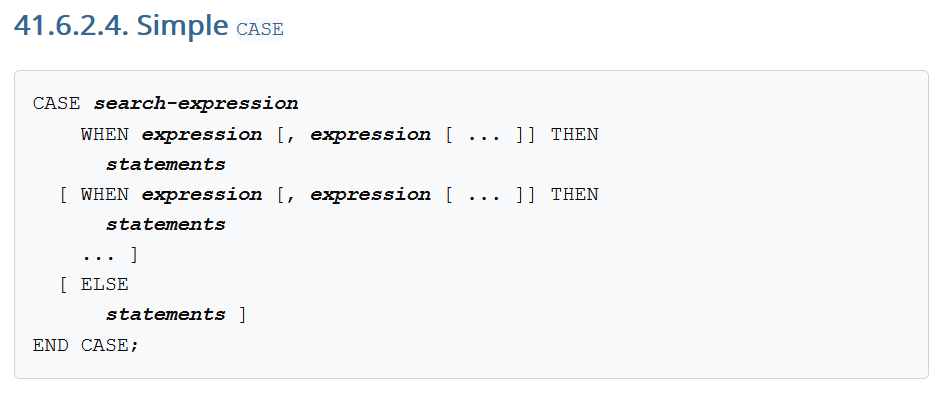 41.6.2.4. Simple CASE
CASE search-expression
    WHEN expression [, expression [ ... ]] THEN
      statements
  [ WHEN expression [, expression [ ... ]] THEN
      statements
    ... ]
  [ ELSE
      statements ]
END CASE;